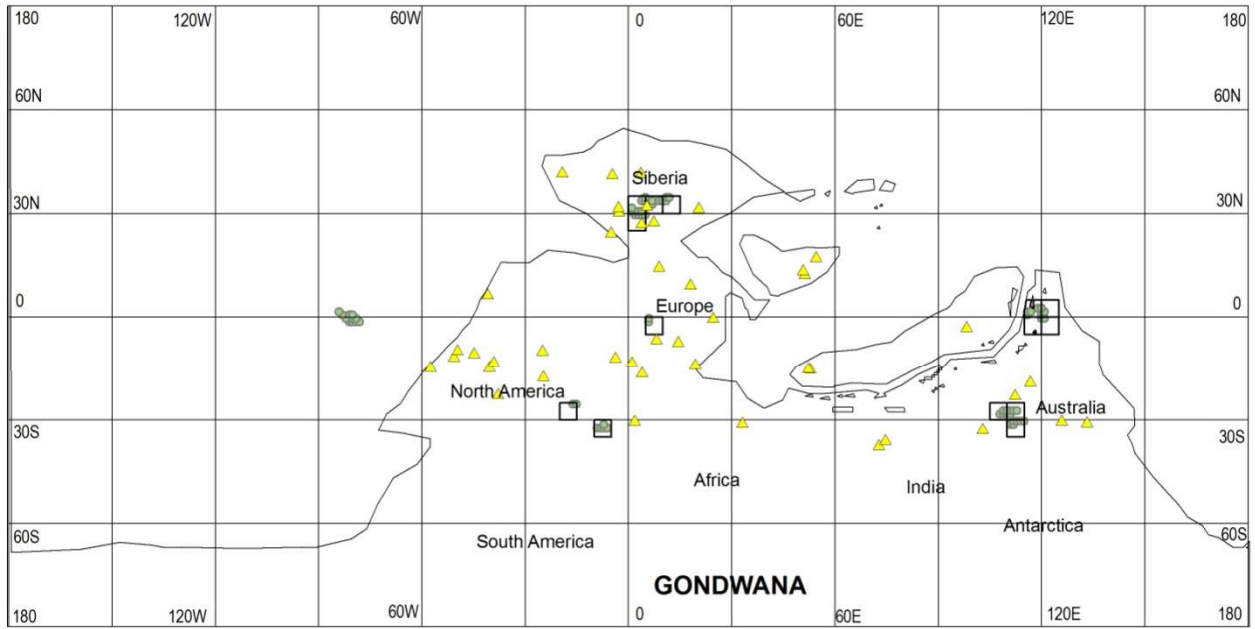 180 120W 60W 0 60E 120E 180
60N 60N
Siberia
30N 30N
0 Europe 0
North America Australia
30S 30S
Africa India
Antarctica
60S South America 60S
GONDWANA
180 120W 60W 0 60E 120E 180